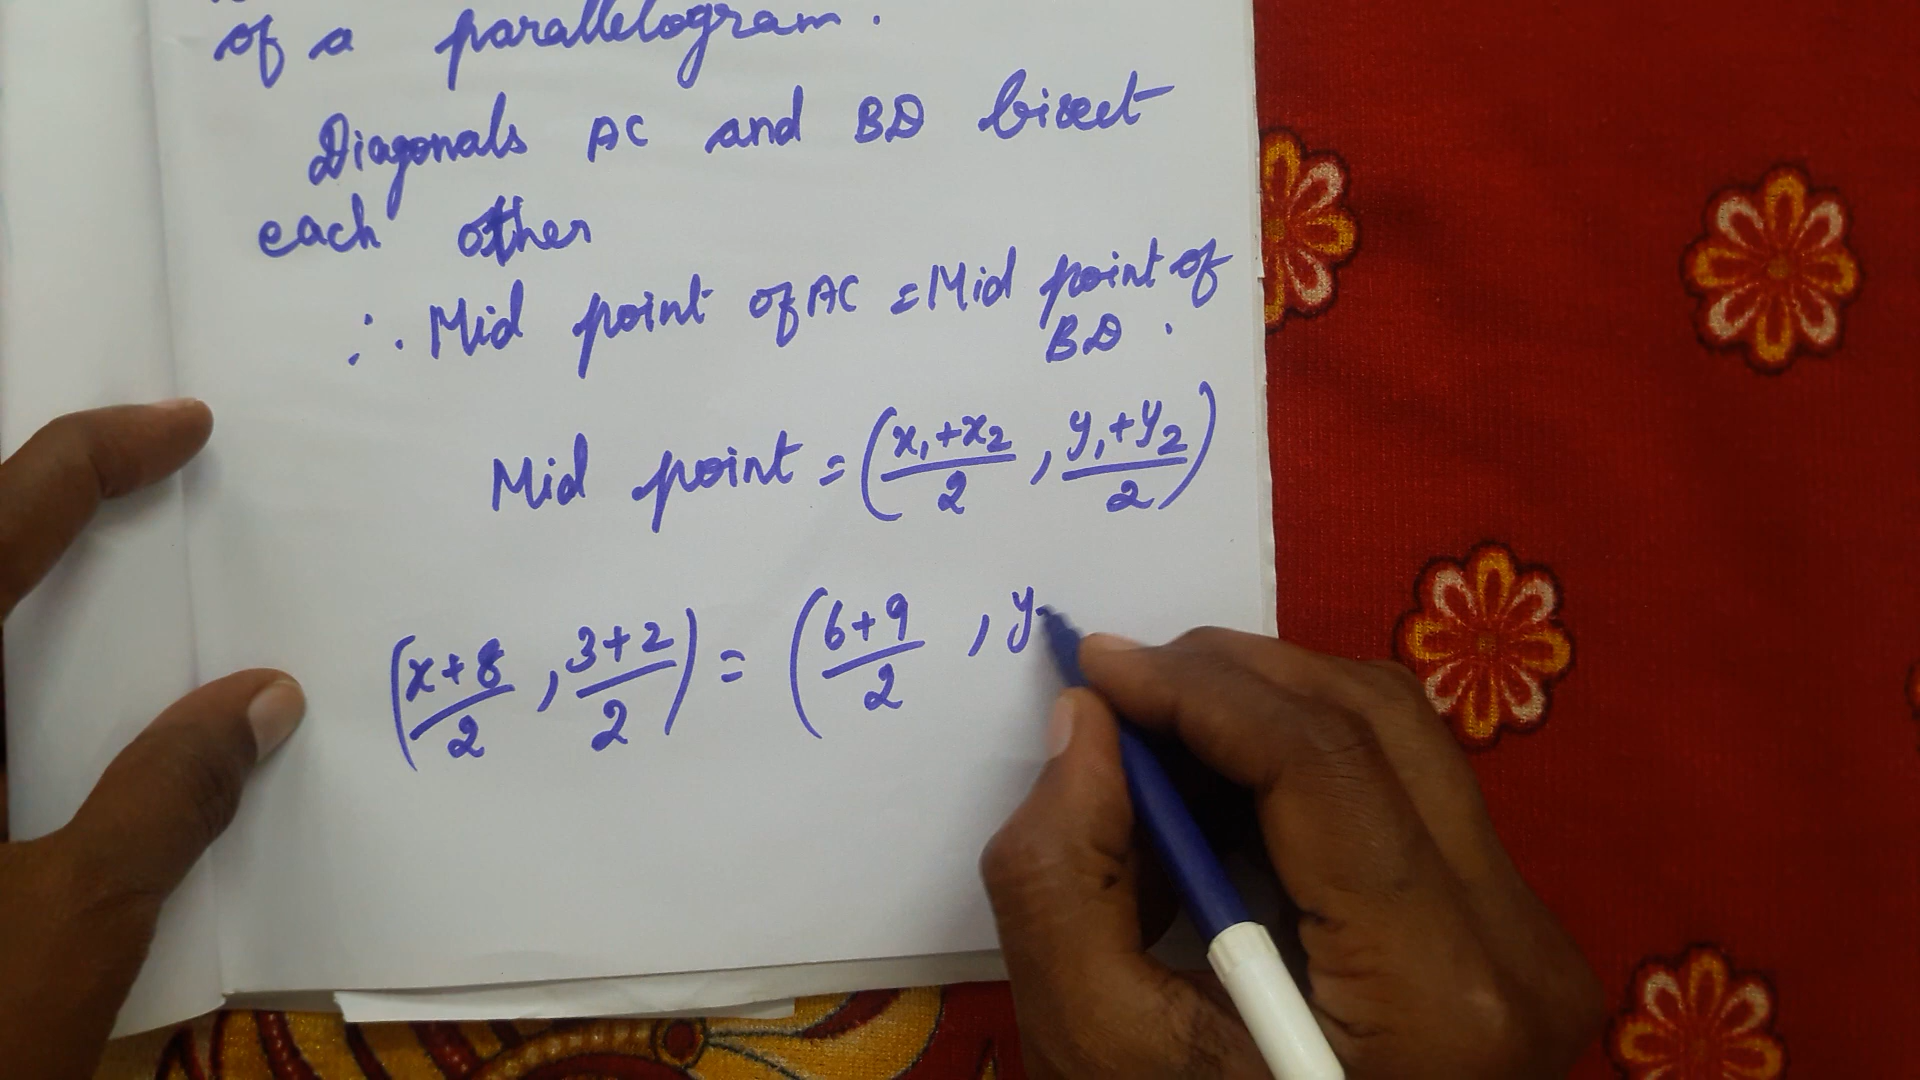 of a parallelogram.
Diagonals AC and BD bisect
each other
∴ Mid point of AC = Mid point of
BD.
Mid point = (x₁+x₂/2, y₁+y₂/2)
(x+8/2, 3+2/2) = (6+9/2, y